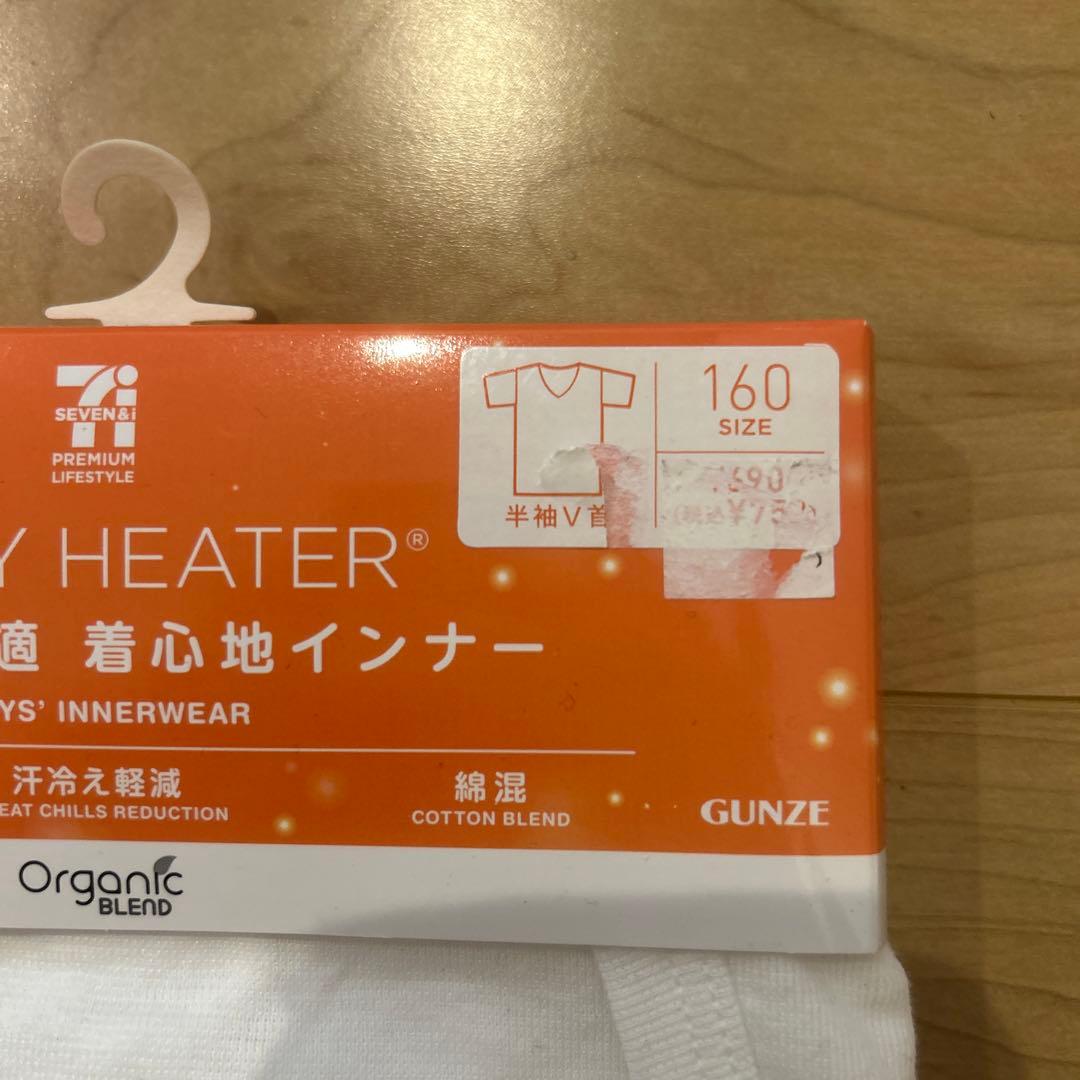 SEVEN&i
PREMIUM
LIFESTYLE
160
SIZE
半袖V首
Y HEATER®
適 着心地インナー
YS' INNERWEAR
汗冷え軽減
EAT CHILLS REDUCTION
綿混
COTTON BLEND
GUNZE
Organic
BLEND